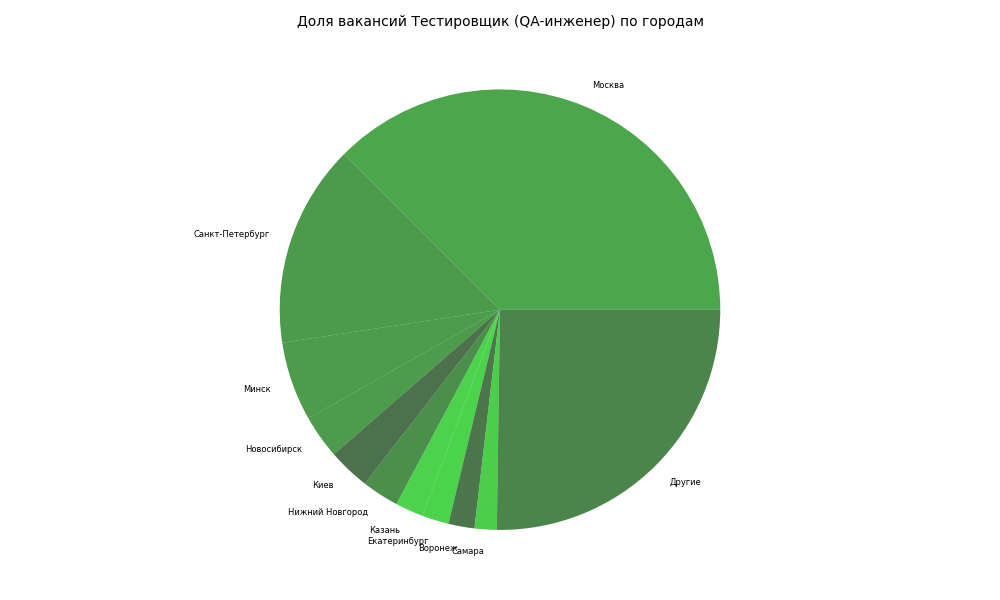 Доля вакансий Тестировщик (QA-инженер) по городам
Москва
Санкт-Петербург
Минск
Новосибирск
Киев
Нижний Новгород
Казань
Екатеринбург
Воронеж
Самара
Другие